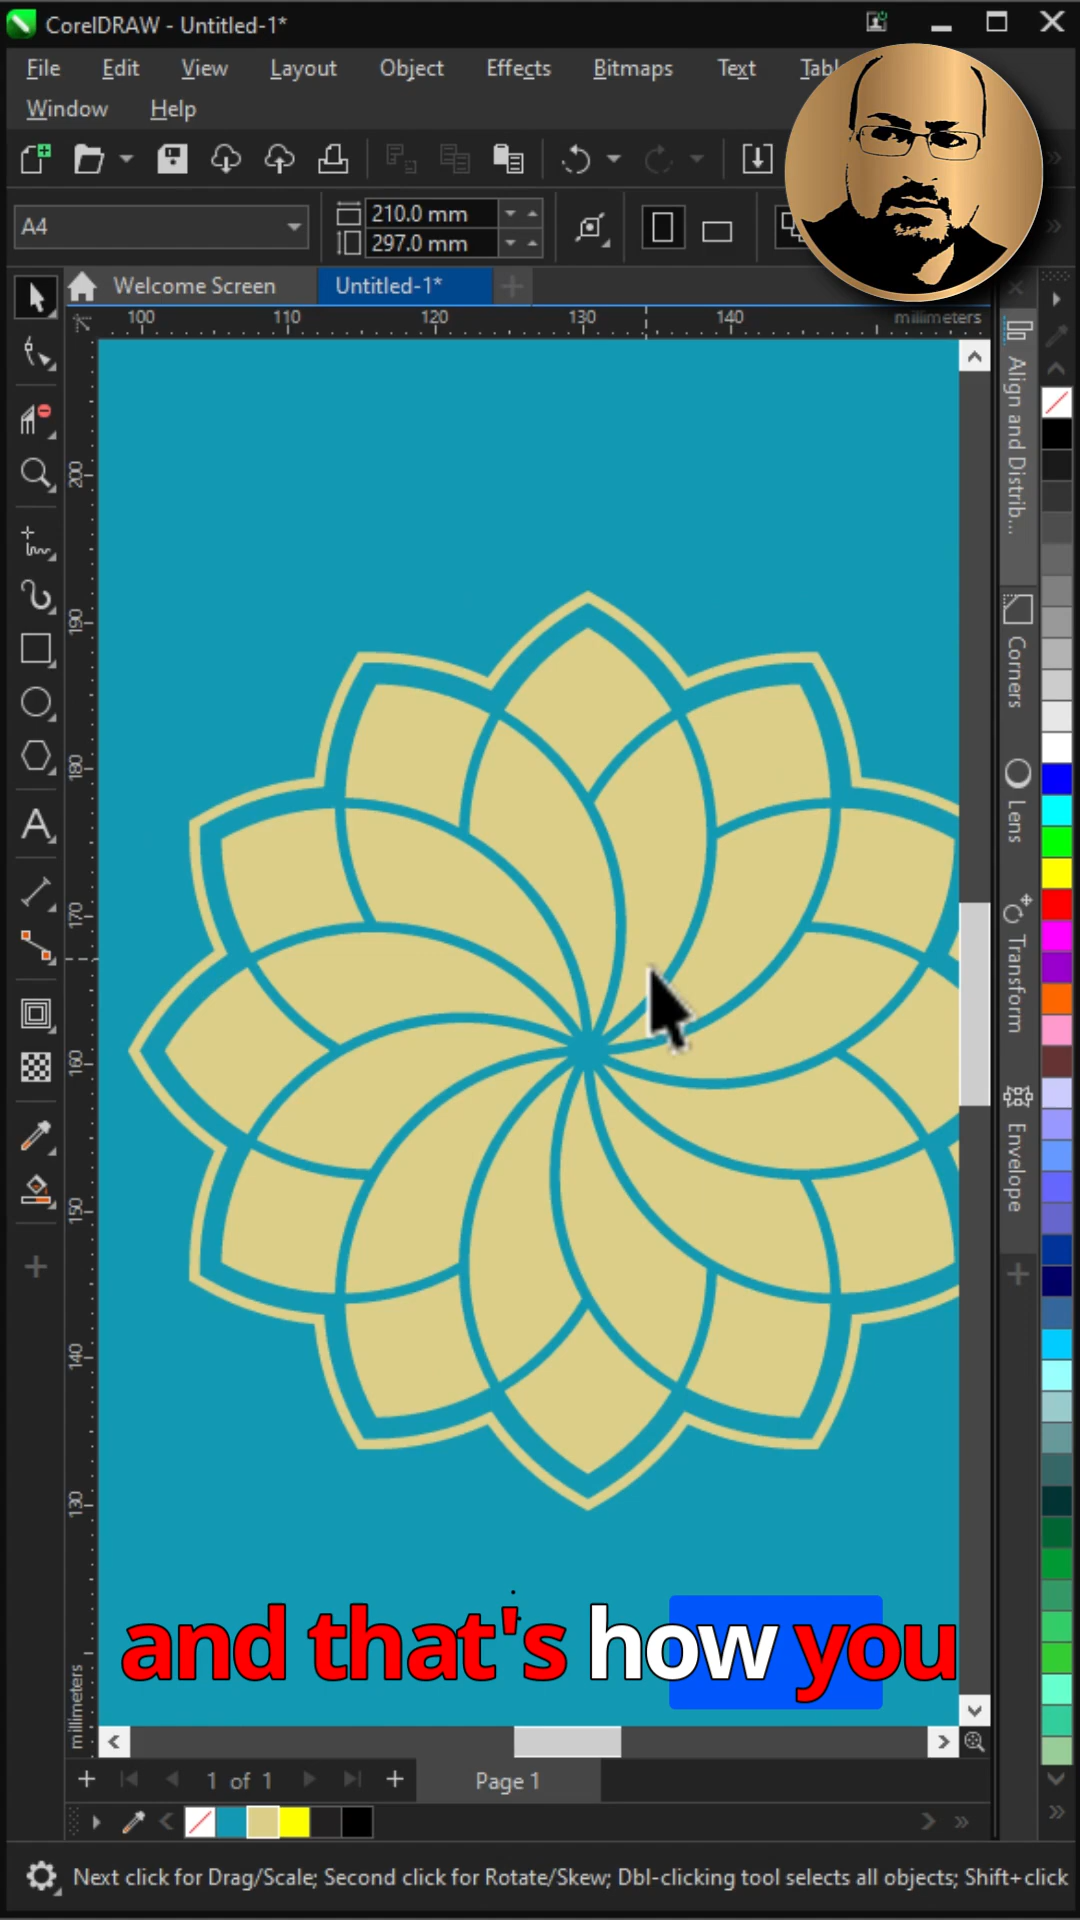 CorelDRAW - Untitled-1*
File Edit View Layout Object Effects Bitmaps Text
Window Help
A4
210.0 mm
297.0 mm
Welcome Screen
Untitled-1*
100 110 120 130 140 millimeters
200
190
180
170
160
150
140
130
millimeters
Align and Distrib...
Corners
Lens
Transform
Envelope
and that's how you
1 of 1
Page 1
Next click for Drag/Scale; Second click for Rotate/Skew; Dbl-clicking tool selects all objects; Shift+click